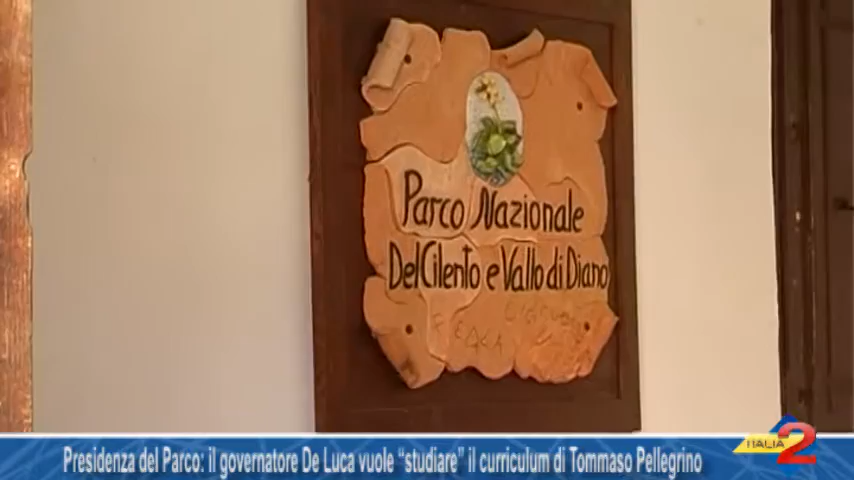 Parco Nazionale
Del Cilento e Vallo di Diano
ITALIA 2
Presidenza del Parco: il governatore De Luca vuole “studiare” il curriculum di Tommaso Pellegrino